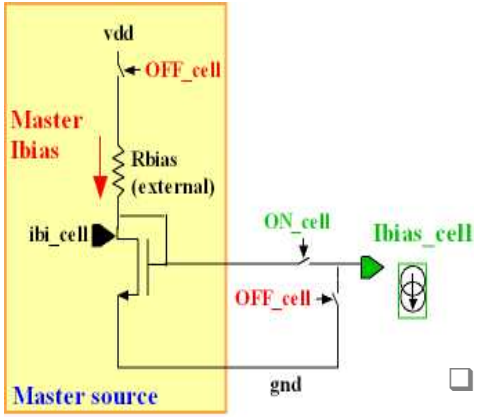 vdd
OFF_cell
Master
Ibias
Rbias
(external)
ibi_cell
ON_cell
Ibias_cell
OFF_cell
gnd
Master source